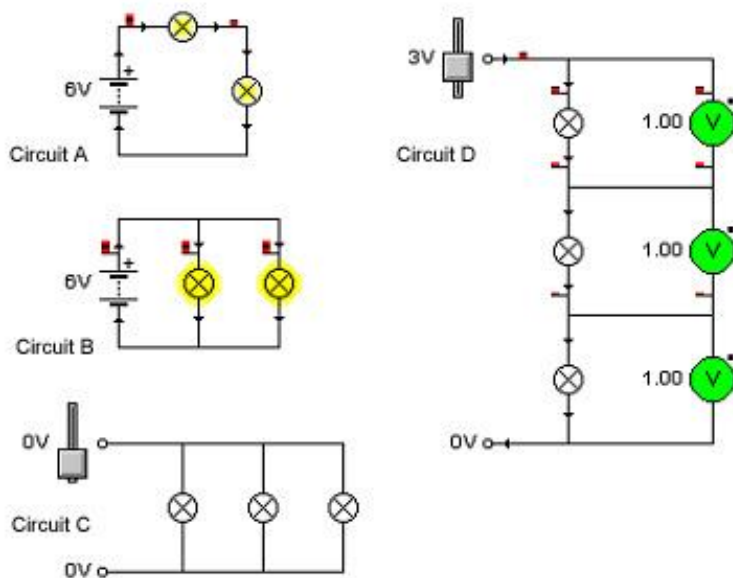 6V
+
Circuit A
6V
+
Circuit B
0V
Circuit C
0V
3V
Circuit D
1.00 V
1.00 V
1.00 V
0V